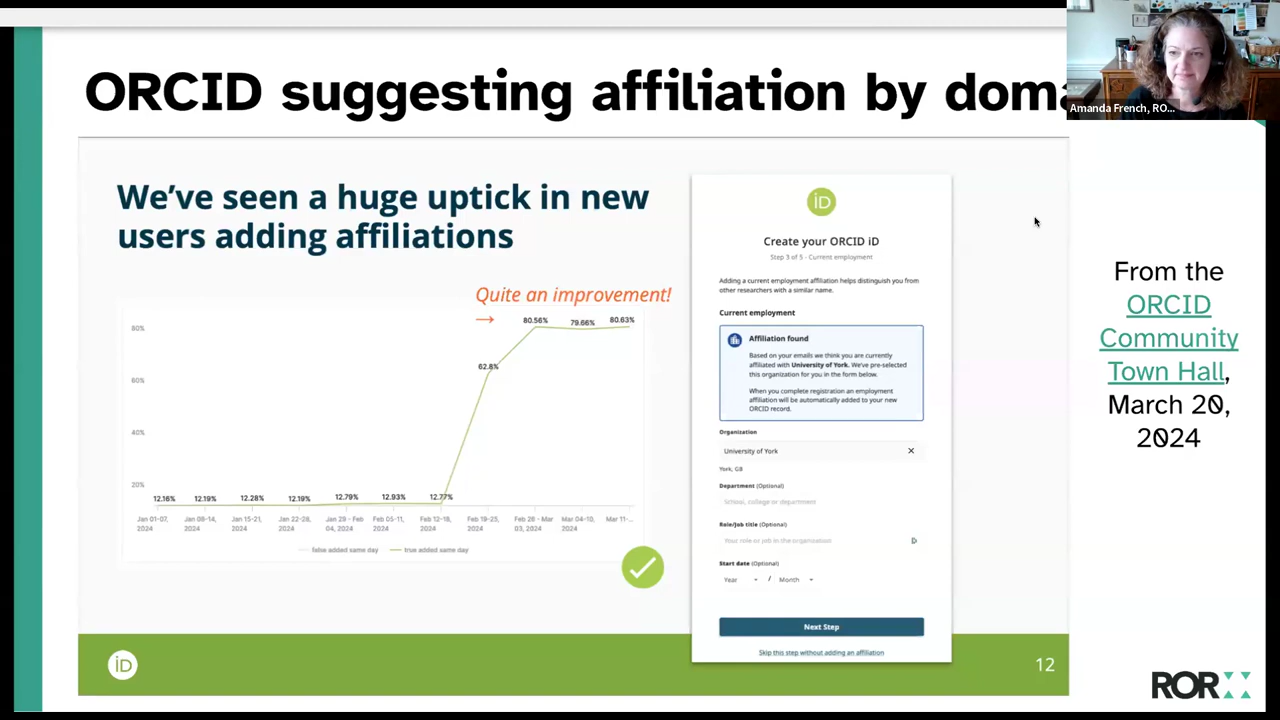 ORCID suggesting affiliation by doma
Amanda French, RO...
We've seen a huge uptick in new
users adding affiliations
Quite an improvement!
→
80%
60%
40%
20%
12.16%
12.19%
12.28%
12.19%
12.79%
12.93%
12.77%
62.8%
80.56%
79.66%
80.63%
Jan 01-07,
2024
Jan 08-14,
2024
Jan 15-21,
2024
Jan 22-28,
2024
Jan 29 - Feb
04, 2024
Feb 05-11,
2024
Feb 12-18,
2024
Feb 19-25,
2024
Feb 26 - Mar
03, 2024
Mar 04-10,
2024
Mar 11-...
false added same day
true added same day
iD
Create your ORCID iD
Step 3 of 5 - Current employment
Adding a current employment affiliation helps distinguish you from
other researchers with a similar name.
Current employment
Affiliation found
Based on your emails we think you are currently
affiliated with University of York. We've pre-selected
this organization for you in the form below.
When you complete registration an employment
affiliation will be automatically added to your new
ORCID record.
Organization
University of York
York, GB
Department (Optional)
School, college or department
Role/Job title (Optional)
Your role or job in the organization
Start date (Optional)
Year / Month
Next Step
Skip this step without adding an affiliation
iD
12
From the
ORCID
Community
Town Hall,
March 20,
2024
ROR